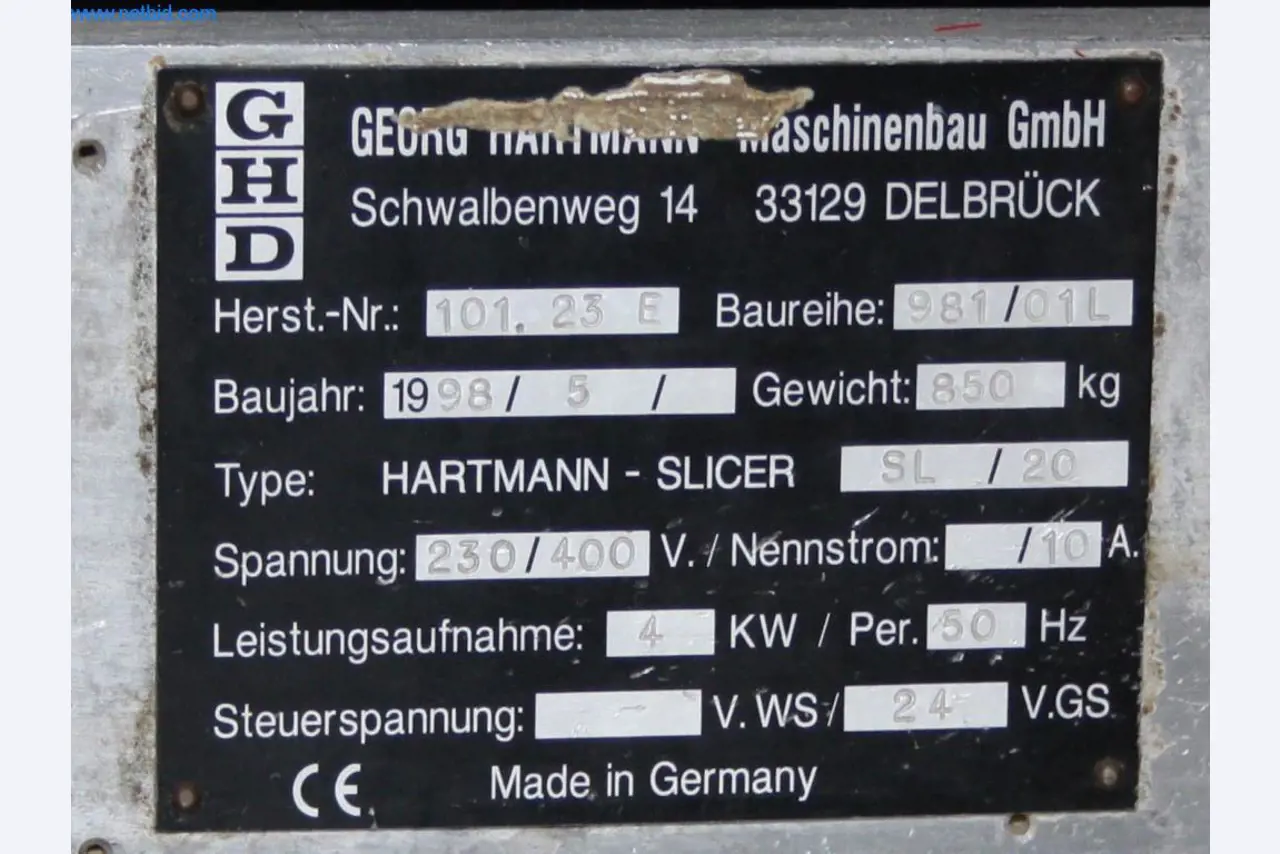 www.netbid.com
G
H
D
GEORG HARTMANN Maschinenbau GmbH
Schwalbenweg 14 33129 DELBRÜCK
Herst.-Nr.: 101. 23 E Baureihe: 981/01L
Baujahr: 1998/ 5 / Gewicht: 850 kg
Type: HARTMANN - SLICER SL / 20
Spannung: 230/400 V. / Nennstrom: /10 A.
Leistungsaufnahme: 4 KW / Per. 50 Hz
Steuerspannung: - V. WS / 24 V.GS
CE Made in Germany